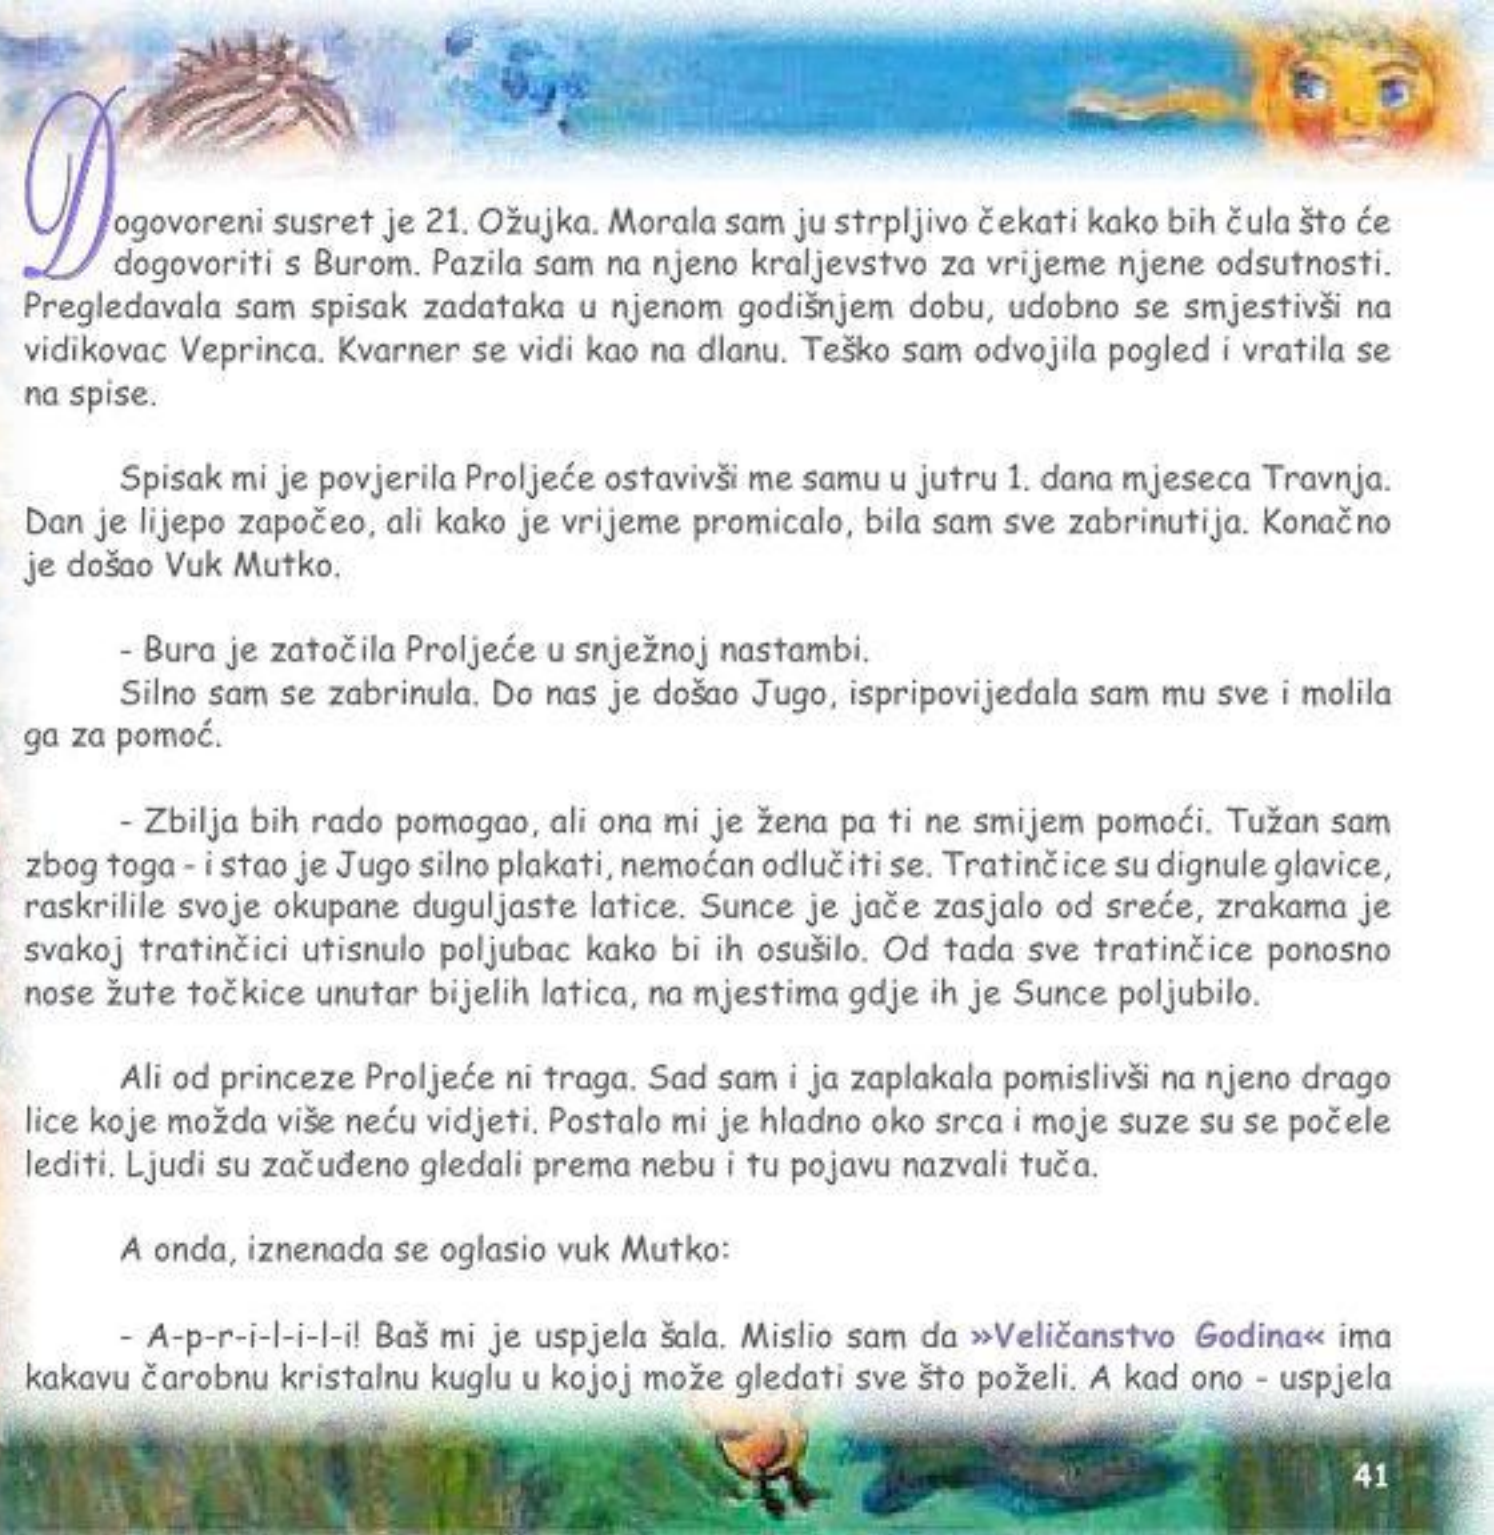 Dogovoreni susret je 21. Ožujka. Morala sam ju strpljivo čekati kako bih čula što će
dogovoriti s Burom. Pazila sam na njeno kraljevstvo za vrijeme njene odsutnosti.
Pregledavala sam spisak zadataka u njenom godišnjem dobu, udobno se smjestivši na
vidikovac Veprinca. Kvarner se vidi kao na dlanu. Teško sam odvojila pogled i vratila se
na spise.
Spisak mi je povjerila Proljeće ostavivši me samu u jutru 1. dana mjeseca Travnja.
Dan je lijepo započeo, ali kako je vrijeme promicalo, bila sam sve zabrinutija. Konačno
je došao Vuk Mutko.
- Bura je zatočila Proljeće u snježnoj nastambi.
Silno sam se zabrinula. Do nas je došao Jugo, ispripovijedala sam mu sve i molila
ga za pomoć.
- Zbilja bih rado pomogao, ali ona mi je žena pa ti ne smijem pomoći. Tužan sam
zbog toga - i stao je Jugo silno plakati, nemoćan odlučiti se. Tratinčice su dignule glavice,
raskrilile svoje okupane duguljaste latice. Sunce je jače zasjalo od sreće, zrakama je
svakoj tratinčici utisnulo poljubac kako bi ih osušilo. Od tada sve tratinčice ponosno
nose žute točkice unutar bijelih latica, na mjestima gdje ih je Sunce poljubilo.
Ali od princeze Proljeće ni traga. Sad sam i ja zaplakala pomislivši na njeno drago
lice koje možda više neću vidjeti. Postalo mi je hladno oko srca i moje suze su se počele
lediti. Ljudi su začuđeno gledali prema nebu i tu pojavu nazvali tuča.
A onda, iznenada se oglasio vuk Mutko:
- A-p-r-i-l-i-l-i! Baš mi je uspjela šala. Mislio sam da »Veličanstvo Godina« ima
kakavu čarobnu kristalnu kuglu u kojoj može gledati sve što poželi. A kad ono - uspjela
41